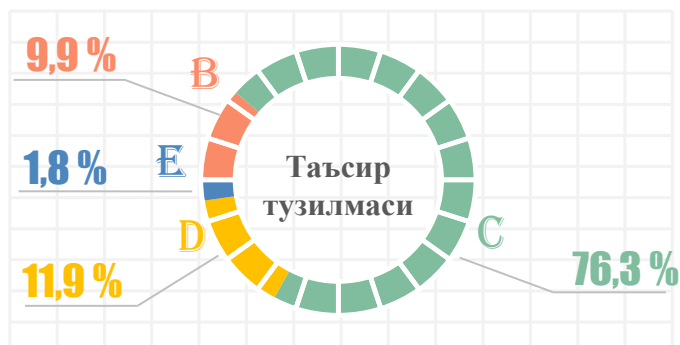 9,9 %
B
1,8 %
E
Таъсир
тузилмаси
D
C
11,9 %
76,3 %